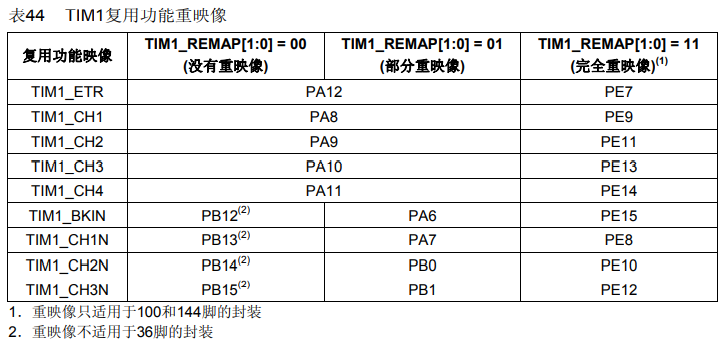 表44 TIM1复用功能重映像
复用功能映像 TIM1_REMAP[1:0] = 00 (没有重映像) TIM1_REMAP[1:0] = 01 (部分重映像) TIM1_REMAP[1:0] = 11 (完全重映像)(1)
TIM1_ETR PA12 PE7
TIM1_CH1 PA8 PE9
TIM1_CH2 PA9 PE11
TIM1_CH3 PA10 PE13
TIM1_CH4 PA11 PE14
TIM1_BKIN PB12(2) PA6 PE15
TIM1_CH1N PB13(2) PA7 PE8
TIM1_CH2N PB14(2) PB0 PE10
TIM1_CH3N PB15(2) PB1 PE12
1. 重映像只适用于100和144脚的封装
2. 重映像不适用于36脚的封装